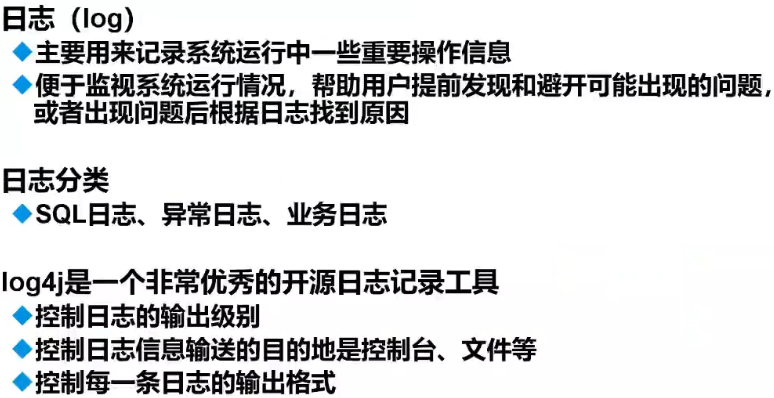 日志（log）
◆主要用来记录系统运行中一些重要操作信息
◆便于监视系统运行情况，帮助用户提前发现和避开可能出现的问题，
或者出现问题后根据日志找到原因
日志分类
◆SQL日志、异常日志、业务日志
log4j是一个非常优秀的开源日志记录工具
◆控制日志的输出级别
◆控制日志信息输送的目的地是控制台、文件等
◆控制每一条日志的输出格式